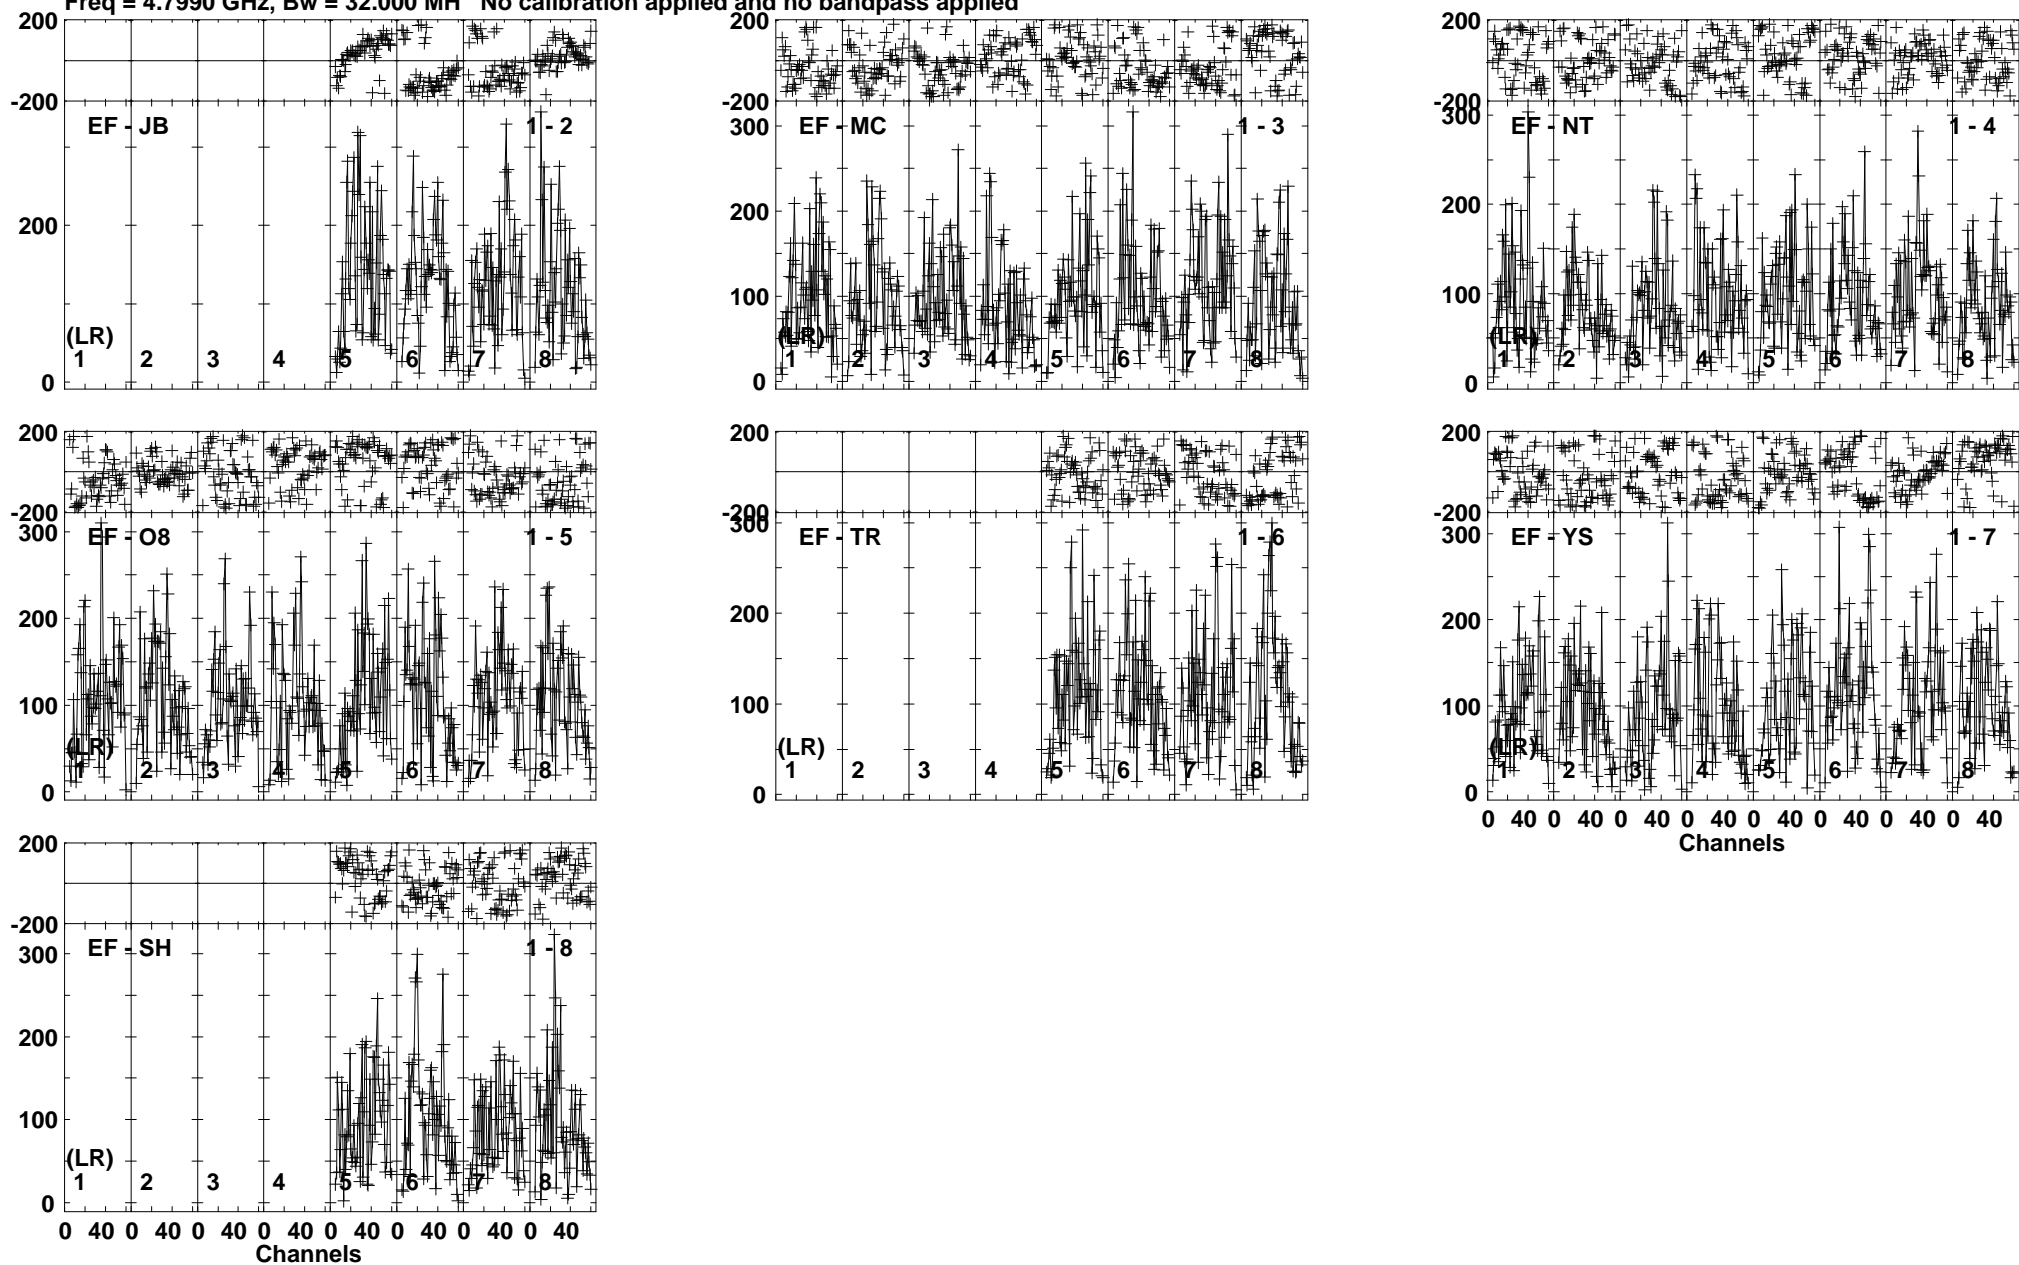 Freq = 4.7990 GHz, Bw = 32.000 MH  No calibration applied and no bandpass applied
200
-200
EF - JB 1 - 2
200
(LR)
1 2 3 4 5 6 7 8
0
200
-200
300
EF - MC 1 - 3
200
100
(LR)
1 2 3 4 5 6 7 8
0
200
-200
300
EF - NT 1 - 4
200
100
(LR)
1 2 3 4 5 6 7 8
0
200
-200
300
EF - O8 1 - 5
200
100
(LR)
1 2 3 4 5 6 7 8
0
200
-200
300
EF - TR 1 - 6
200
100
(LR)
1 2 3 4 5 6 7 8
0
200
-200
300
EF - YS 1 - 7
200
100
(LR)
1 2 3 4 5 6 7 8
0
0 40 0 40 0 40 0 40 0 40 0 40 0 40 0 40
Channels
200
-200
300
EF - SH 1 - 8
200
100
(LR)
1 2 3 4 5 6 7 8
0
0 40 0 40 0 40 0 40 0 40 0 40 0 40 0 40
Channels